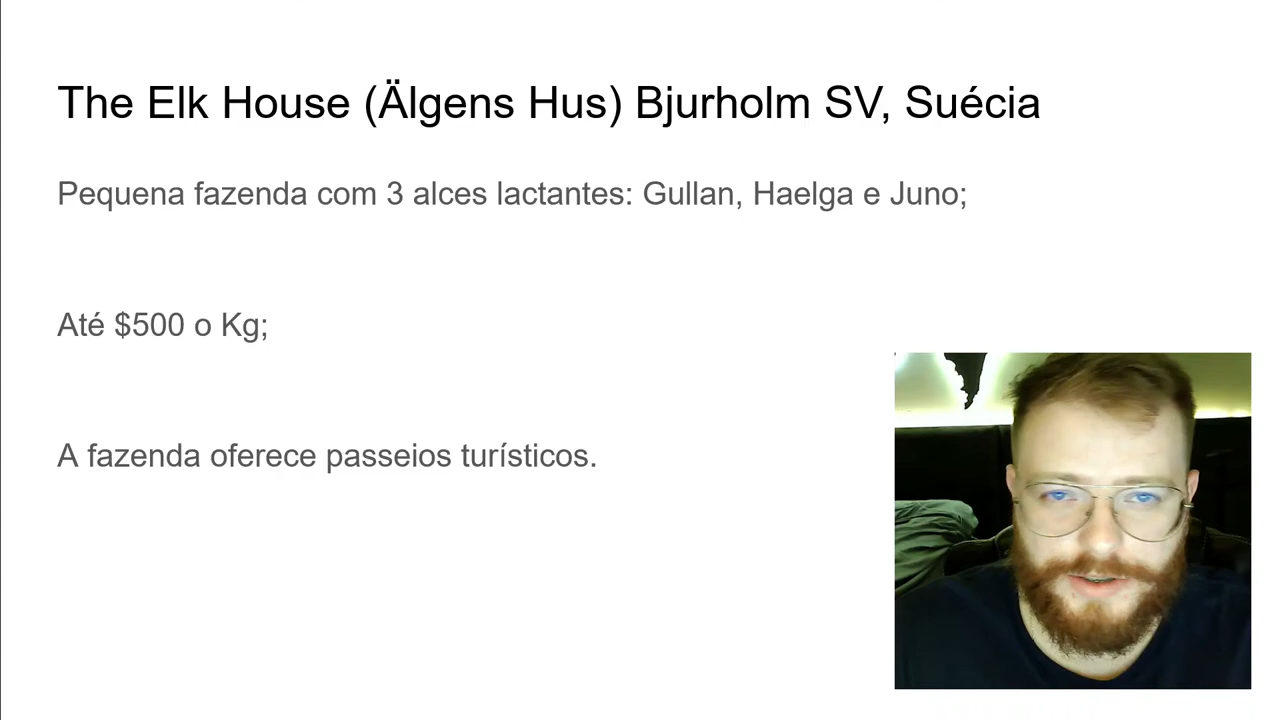 The Elk House (Älgens Hus) Bjurholm SV, Suécia
Pequena fazenda com 3 alces lactantes: Gullan, Haelga e Juno;
Até $500 o Kg;
A fazenda oferece passeios turísticos.